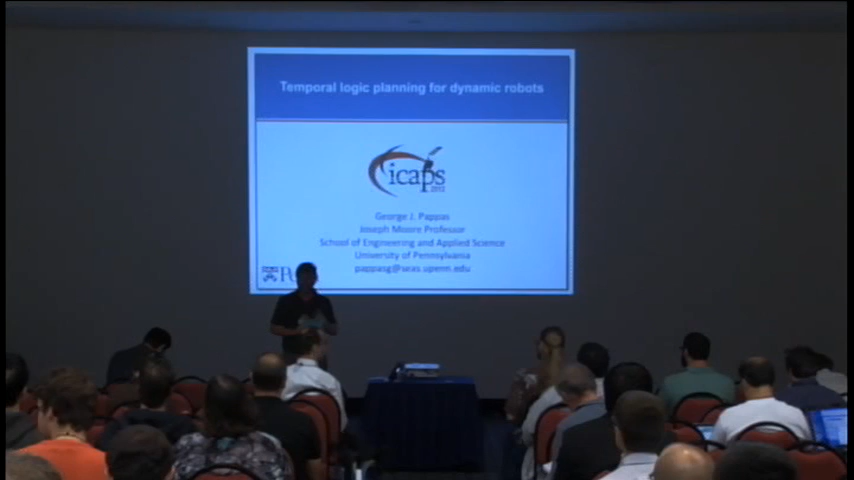 Temporal logic planning for dynamic robots
icaps
2013
George J. Pappas
Joseph Moore Professor
School of Engineering and Applied Science
University of Pennsylvania
pappasg@seas.upenn.edu